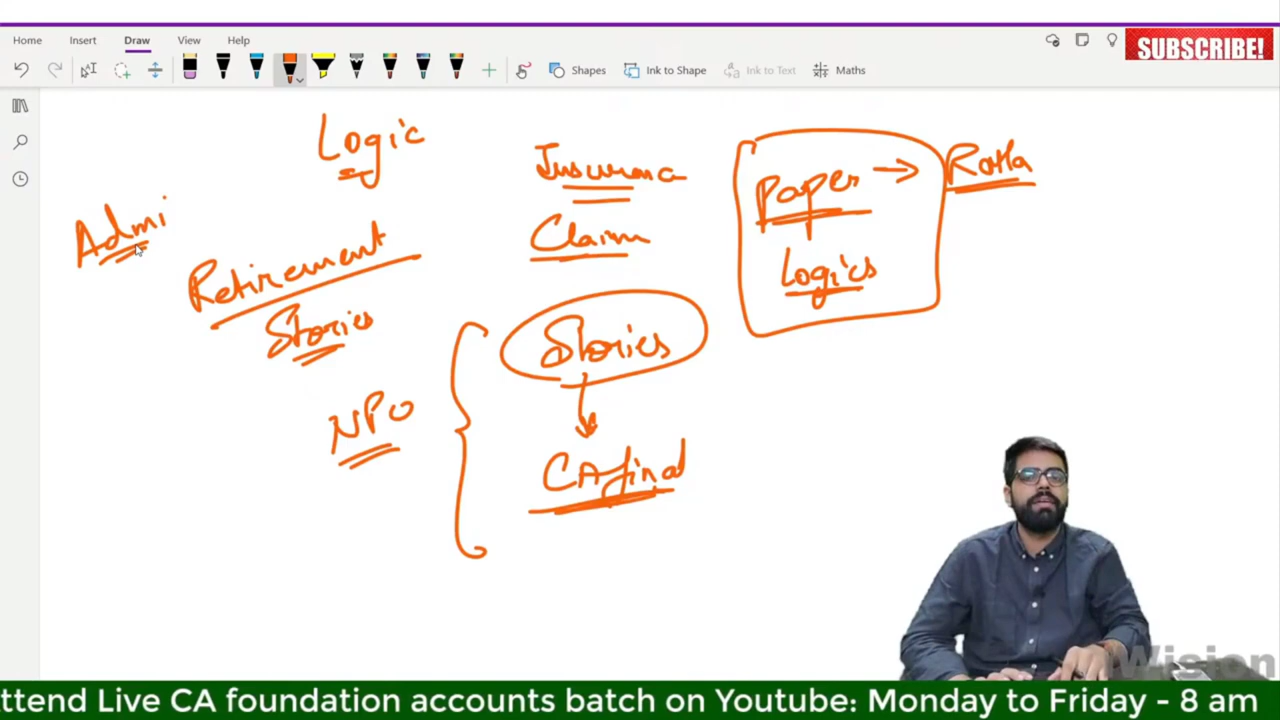 Home Insert Draw View Help
SUBSCRIBE!
Shapes Ink to Shape Ink to Text Maths
Logic
Insurance
Paper → Ratta
Admi
Claim
Retirement
Logics
Stories
Stories
NPO
CA final
Wision
ttend Live CA foundation accounts batch on Youtube: Monday to Friday - 8 am